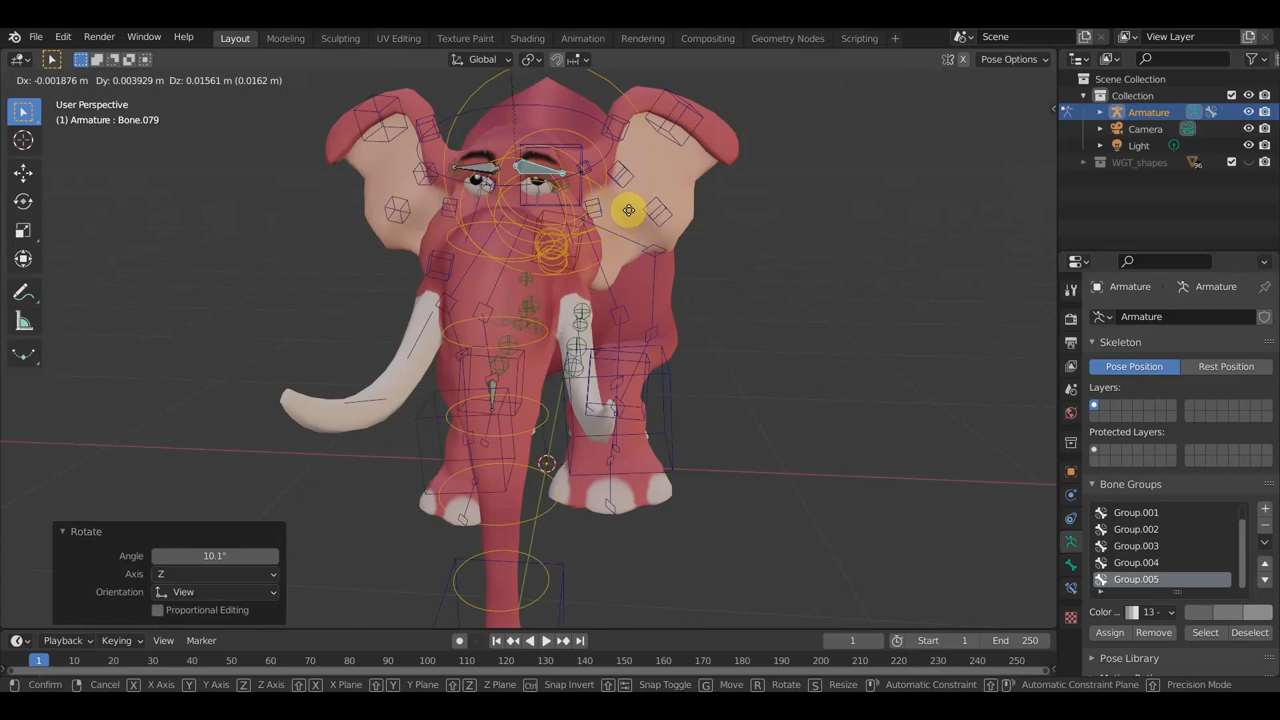 File Edit Render Window Help Layout Modeling Sculpting UV Editing Texture Paint Shading Animation Rendering Compositing Geometry Nodes Scripting + Scene View Layer
Global Pose Options
Dx: -0.001876 m Dy: 0.003929 m Dz: 0.01561 m (0.0162 m) X
User Perspective
(1) Armature : Bone.079
Scene Collection
Collection
Armature
Camera
Light
WGT_shapes 96
Armature Armature
Armature
Skeleton
Pose Position Rest Position
Layers:
Protected Layers:
Bone Groups
Group.001
Group.002
Group.003
Group.004
Group.005
Color ... 13 -
Assign Remove Select Deselect
Pose Library
Rotate
Angle 10.1°
Axis Z
Orientation View
Proportional Editing
Playback Keying View Marker 1 Start 1 End 250
1 10 20 30 40 50 60 70 80 90 100 110 120 130 140 150 160 170 180 190 200 210 220 230 240 250
Confirm Cancel X X Axis Y Y Axis Z Z Axis X X Plane Y Y Plane Z Z Plane Ctrl Snap Invert Snap Toggle G Move R Rotate S Resize Automatic Constraint Automatic Constraint Plane Precision Mode